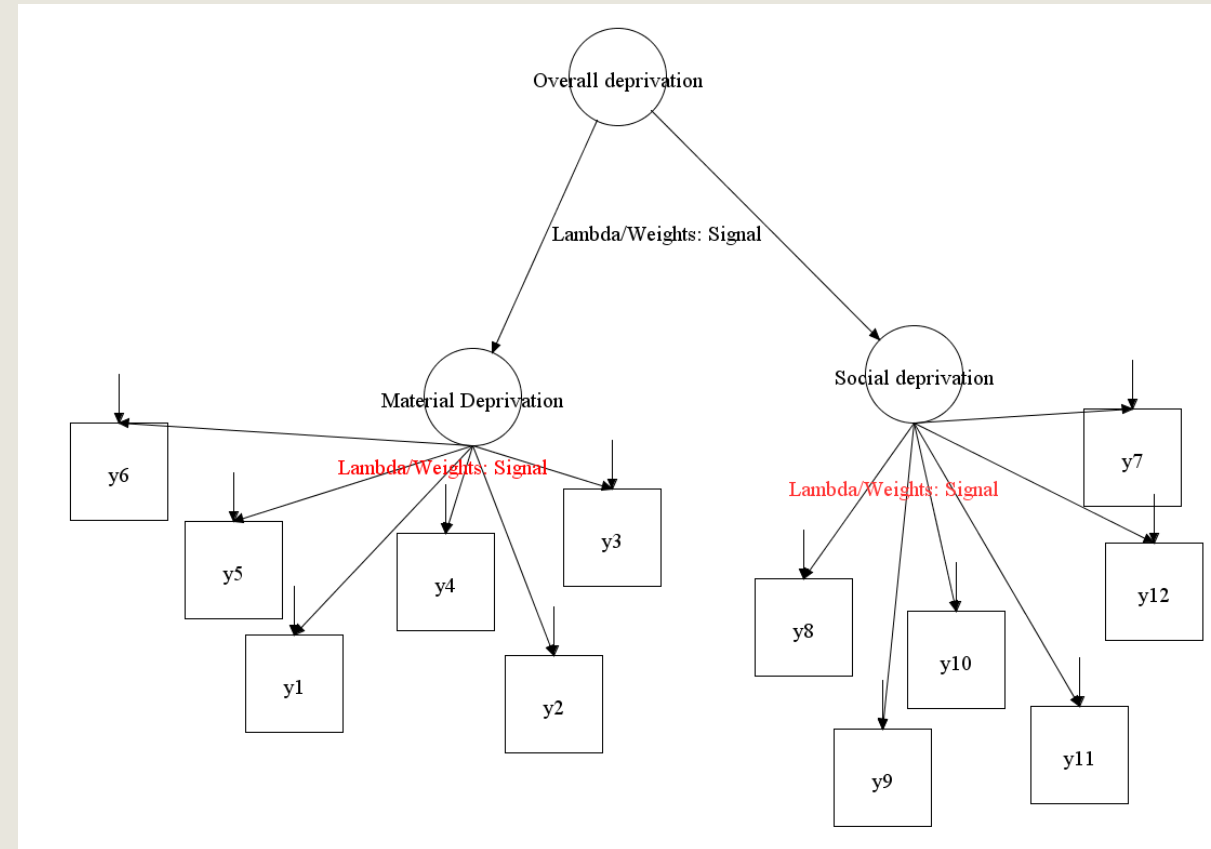 Overall deprivation
Lambda/Weights: Signal
Social deprivation
Material Deprivation
Lambda/Weights: Signal
Lambda/Weights: Signal
y6
y5
y1
y4
y2
y3
y7
y8
y9
y10
y11
y12